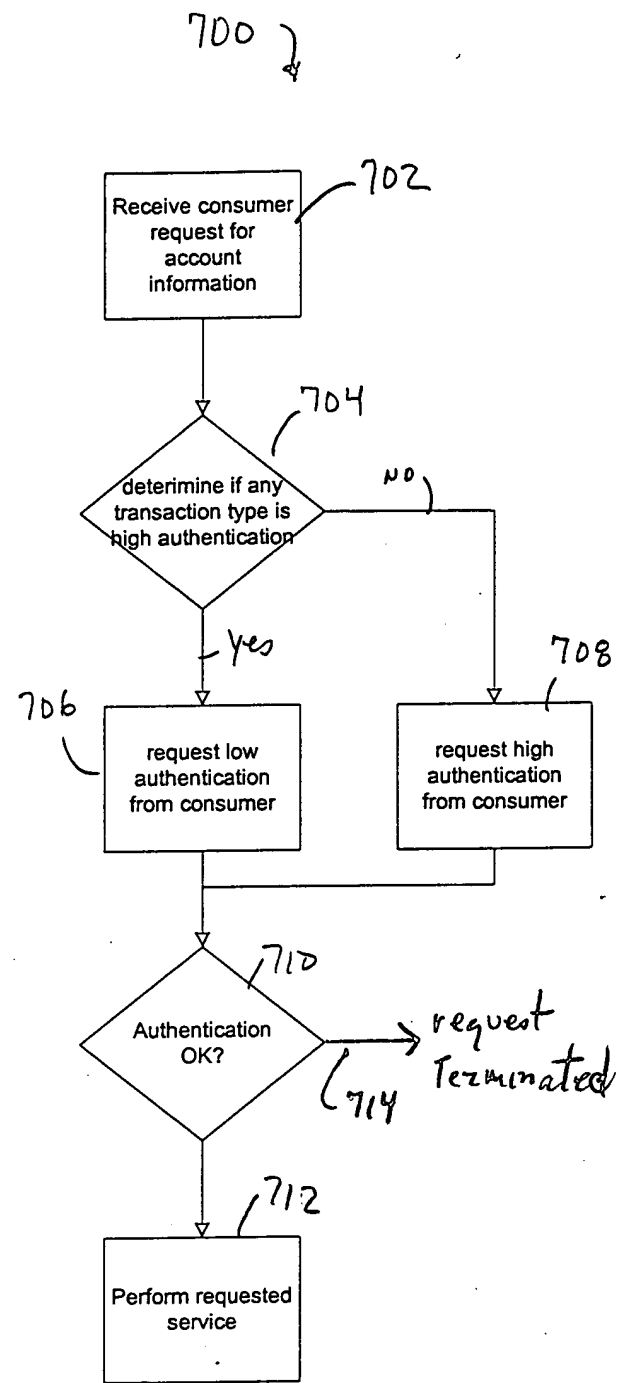 700
702
Receive consumer
request for
account
information
704
deterimine if any
transaction type is
high authentication
NO
Yes
706
708
request low
authentication
from consumer
request high
authentication
from consumer
710
Authentication
OK?
request
Terminated
714
712
Perform requested
service